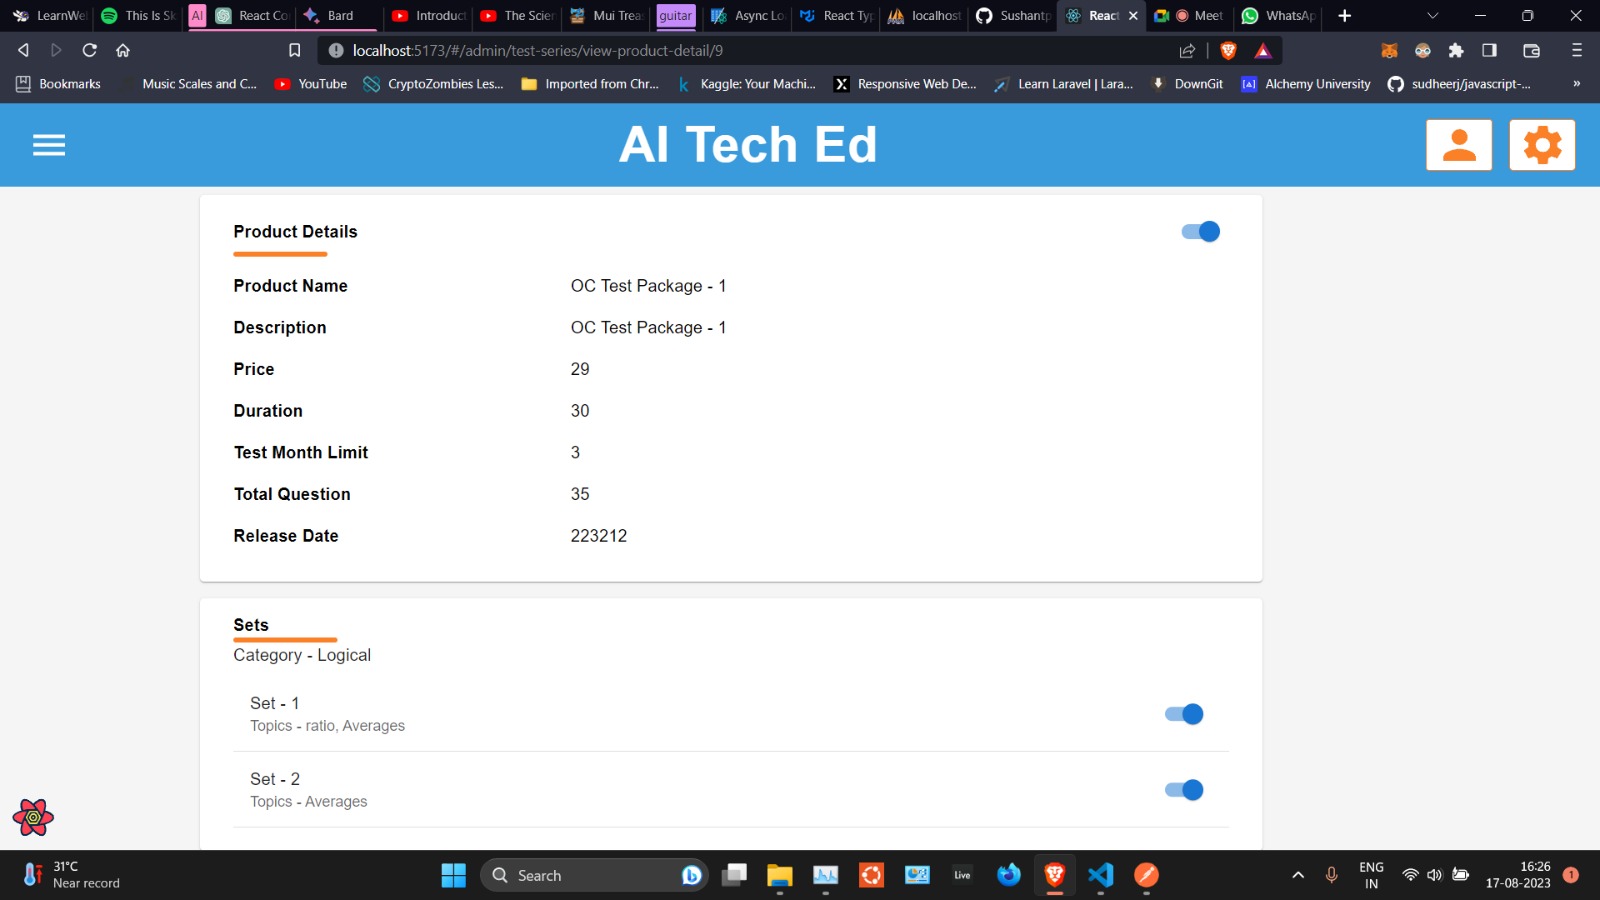 LearnWel
This Is Sk
AI
React Co
Bard
Introduct
The Scien
Mui Trea
guitar
Async Lo
React Typ
localhost
Sushantp
React
Meet
WhatsAp
localhost:5173/#/admin/test-series/view-product-detail/9
Bookmarks
Music Scales and C...
YouTube
CryptoZombies Les...
Imported from Chr...
Kaggle: Your Machi...
Responsive Web De...
Learn Laravel | Lara...
DownGit
Alchemy University
sudheerj/javascript-...
»
AI Tech Ed
Product Details
Product Name OC Test Package - 1
Description OC Test Package - 1
Price 29
Duration 30
Test Month Limit 3
Total Question 35
Release Date 223212
Sets
Category - Logical
Set - 1
Topics - ratio, Averages
Set - 2
Topics - Averages
31°C
Near record
Search
Live
ENG
IN
16:26
17-08-2023
1